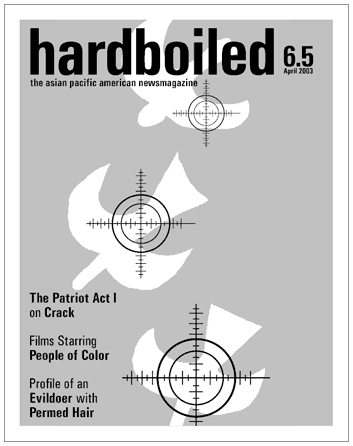 hardboiled 6.5
April 2003
the asian pacific american newsmagazine
The Patriot Act I
on Crack
Films Starring
People of Color
Profile of an
Evildoer with
Permed Hair